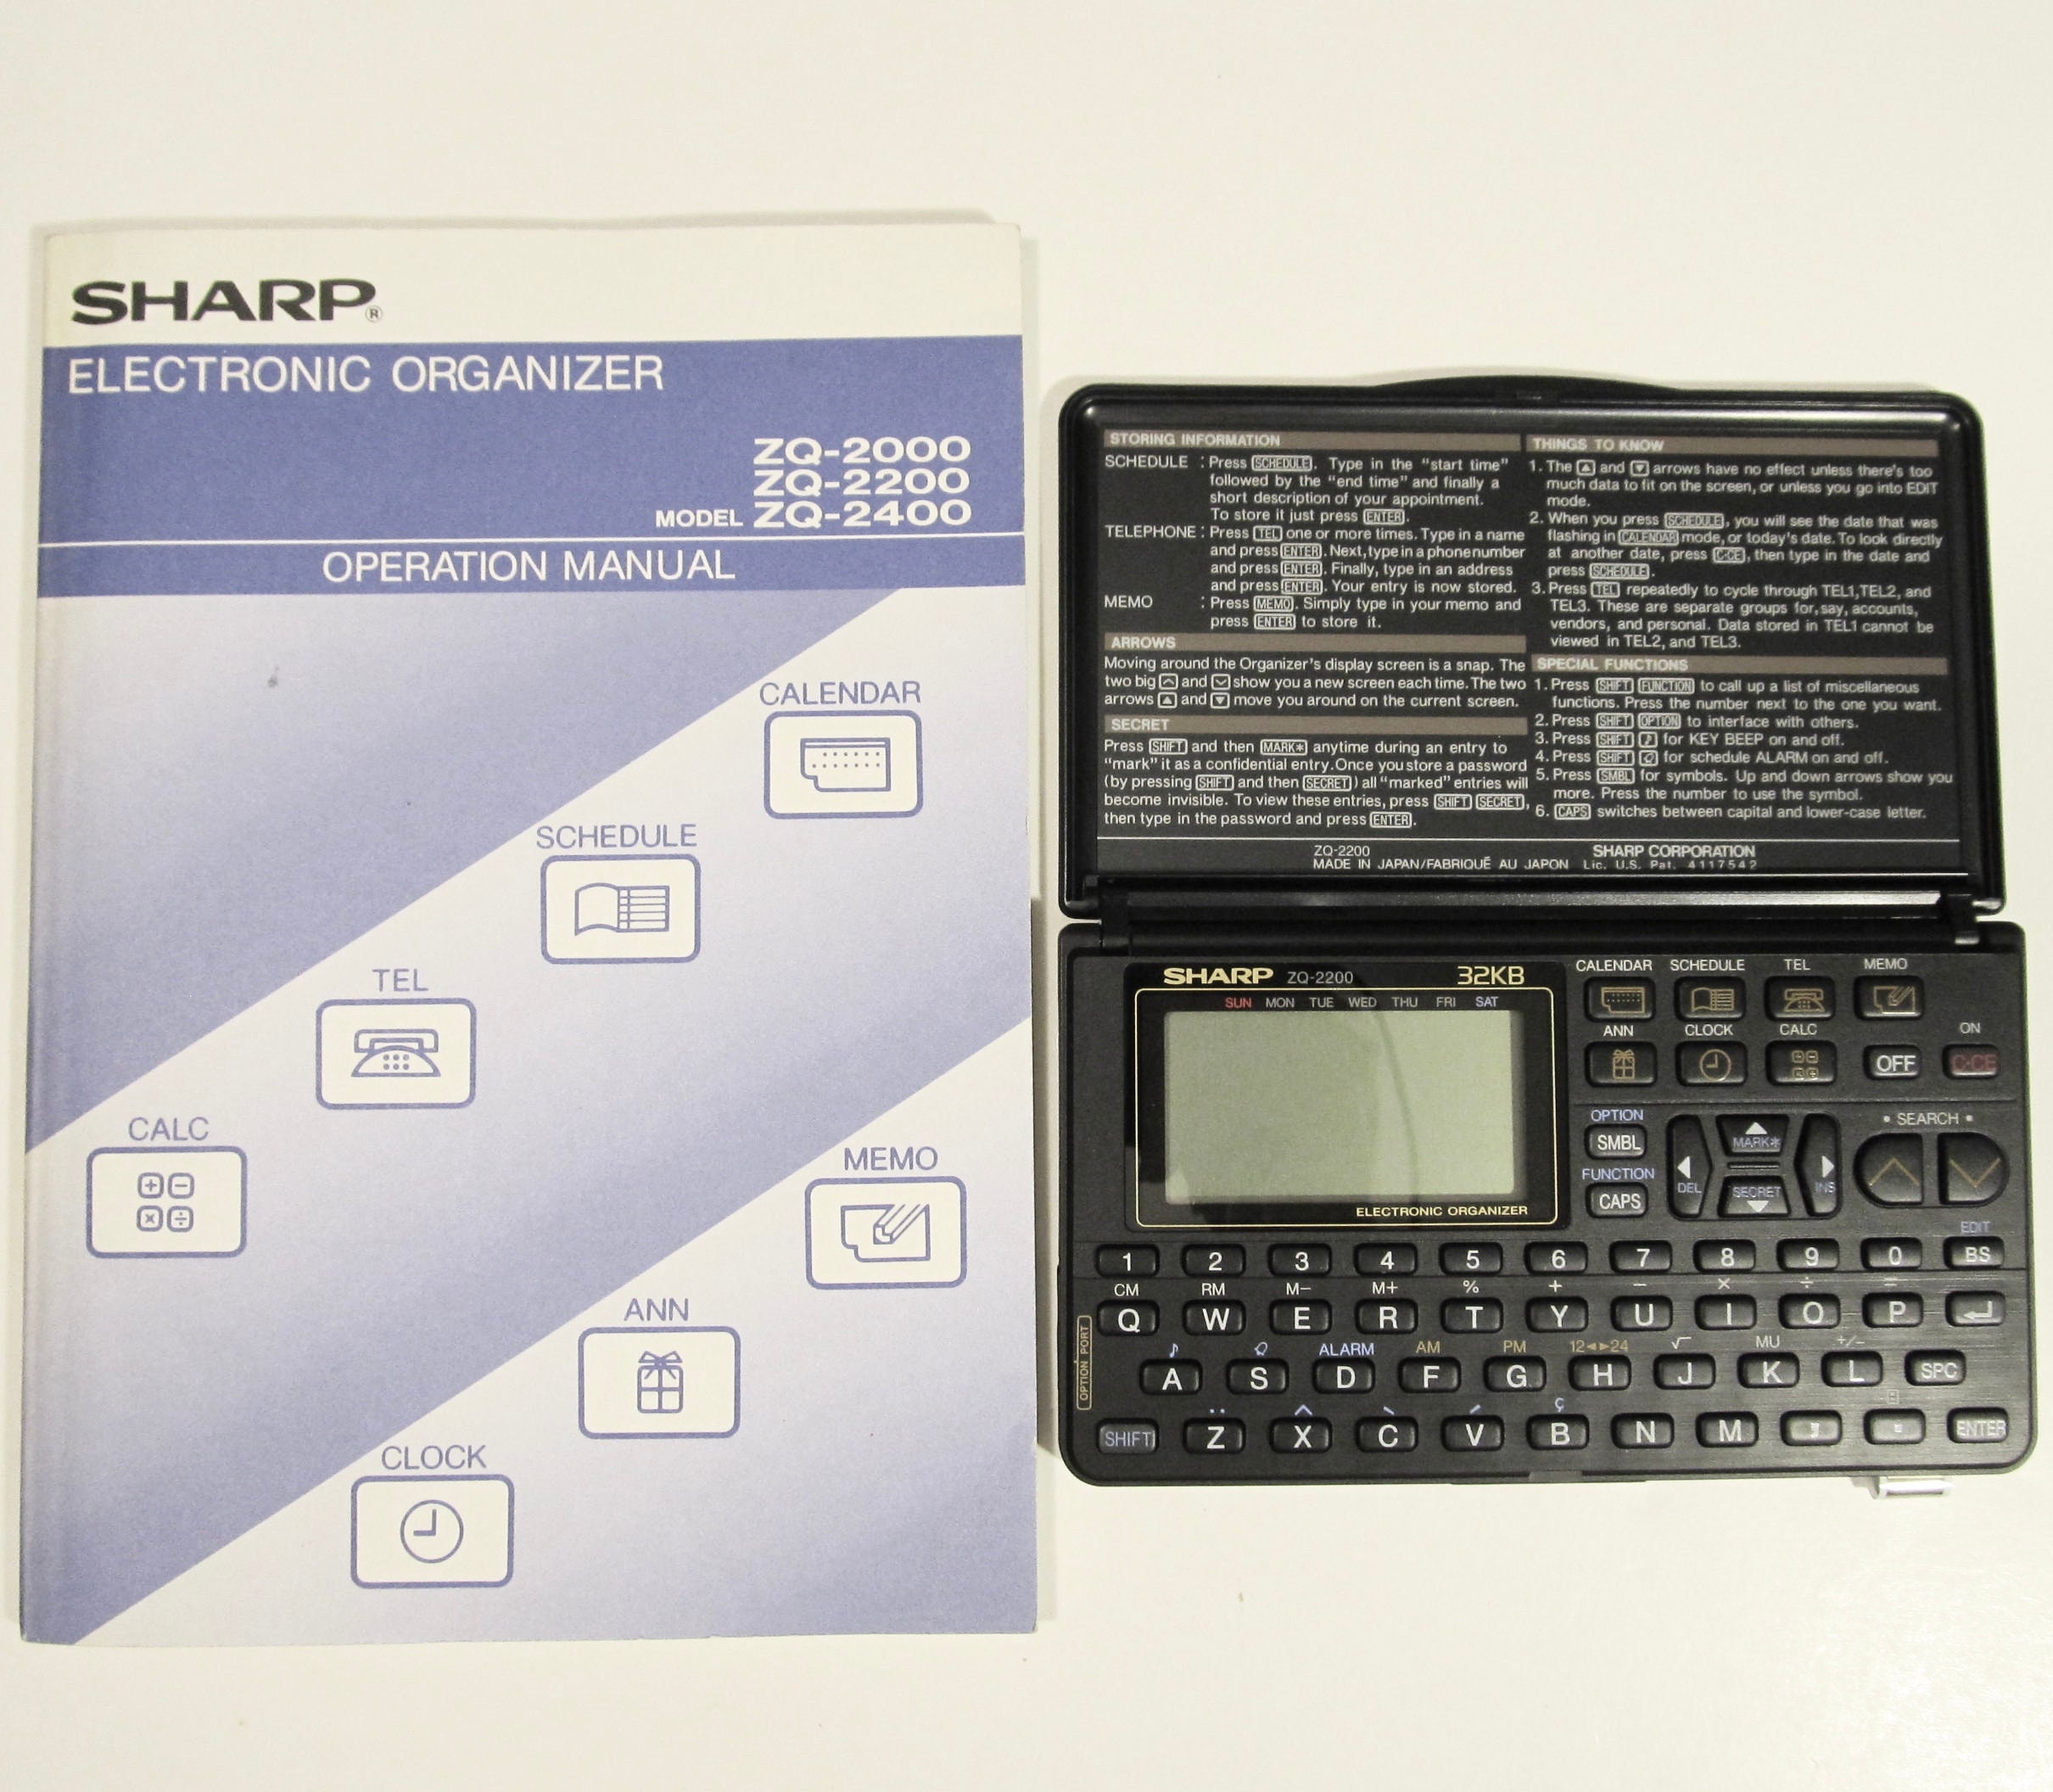 SHARP®
ELECTRONIC ORGANIZER
ZQ-2000
ZQ-2200
MODEL ZQ-2400
OPERATION MANUAL
CALENDAR
SCHEDULE
TEL
CALC
MEMO
ANN
CLOCK
STORING INFORMATION
SCHEDULE : Press SCHEDULE. Type in the "start time"
followed by the "end time" and finally a
short description of your appointment.
To store it just press ENTER.
TELEPHONE : Press TEL one or more times. Type in a name
and press ENTER. Next, type in a phone number
and press ENTER. Finally, type in an address
and press ENTER. Your entry is now stored.
MEMO : Press MEMO. Simply type in your memo and
press ENTER to store it.
ARROWS
Moving around the Organizer's display screen is a snap. The
two big ︿ and ﹀ show you a new screen each time. The two
arrows ▲ and ▼ move you around on the current screen.
SECRET
Press SHIFT and then MARK* anytime during an entry to
"mark" it as a confidential entry. Once you store a password
(by pressing SHIFT and then SECRET) all "marked" entries will
become invisible. To view these entries, press SHIFT SECRET,
then type in the password and press ENTER.
THINGS TO KNOW
1. The ▲ and ▼ arrows have no effect unless there's too
much data to fit on the screen, or unless you go into EDIT
mode.
2. When you press SCHEDULE, you will see the date that was
flashing in CALENDAR mode, or today's date. To look directly
at another date, press C·CE, then type in the date and
press SCHEDULE.
3. Press TEL repeatedly to cycle through TEL1, TEL2, and
TEL3. These are separate groups for, say, accounts,
vendors, and personal. Data stored in TEL1 cannot be
viewed in TEL2, and TEL3.
SPECIAL FUNCTIONS
1. Press SHIFT FUNCTION to call up a list of miscellaneous
functions. Press the number next to the one you want.
2. Press SHIFT OPTION to interface with others.
3. Press SHIFT ♪ for KEY BEEP on and off.
4. Press SHIFT 🔔 for schedule ALARM on and off.
5. Press SMBL for symbols. Up and down arrows show you
more. Press the number to use the symbol.
6. CAPS switches between capital and lower-case letter.
ZQ-2200 SHARP CORPORATION
MADE IN JAPAN/FABRIQUÉ AU JAPON Lic. U.S. Pat. 4117542
SHARP ZQ-2200 32KB
SUN MON TUE WED THU FRI SAT
ELECTRONIC ORGANIZER
CALENDAR SCHEDULE TEL MEMO
ANN CLOCK CALC ON
OFF C·CE
OPTION
SMBL
FUNCTION
CAPS
▲
MARK*
◀ ▶
DEL INS
SECRET
▼
• SEARCH •
EDIT
1 2 3 4 5 6 7 8 9 0 BS
CM RM M− M+ % + − × ÷ =
Q W E R T Y U I O P
♪ 🔔 ALARM AM PM 12◀▶24 √ MU +/−
A S D F G H J K L SPC
¨ ^ ` ´ ç
SHIFT Z X C V B N M , . ENTER
OPTION PORT